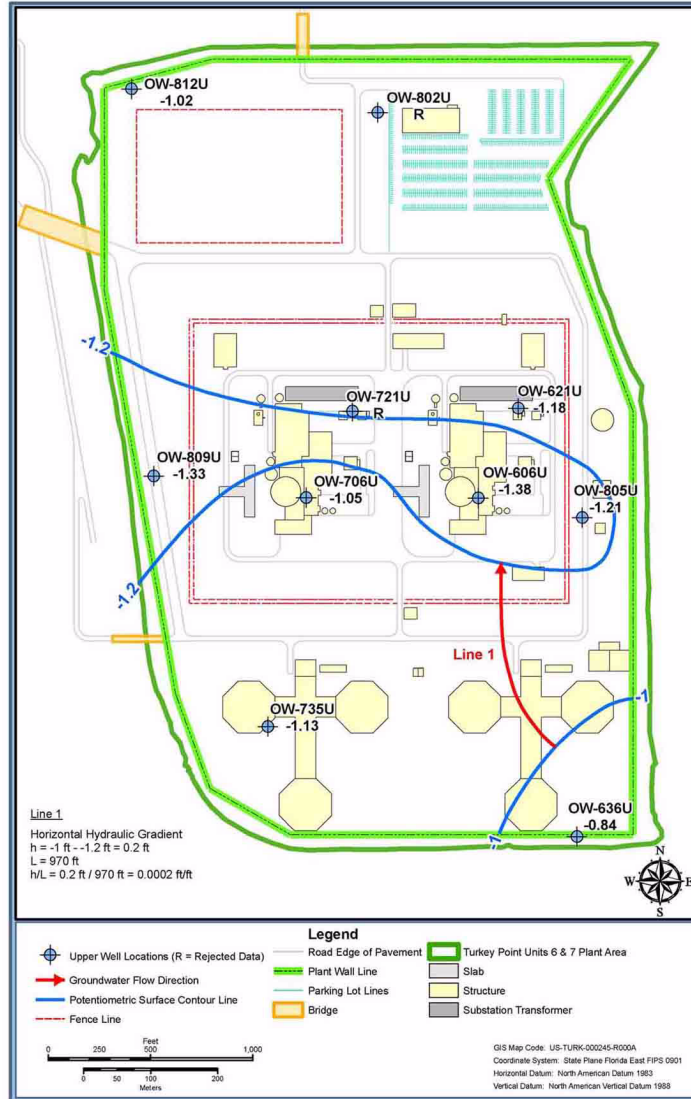 OW-812U
-1.02
OW-802U
R
-1.2
OW-721U
R
OW-621U
-1.18
OW-809U
-1.33
OW-706U
-1.05
OW-606U
-1.38
OW-805U
-1.21
-1.2
Line 1
-1
OW-735U
-1.13
OW-636U
-0.84
-1
Line 1
Horizontal Hydraulic Gradient
h = -1 ft - -1.2 ft = 0.2 ft
L = 970 ft
h/L = 0.2 ft / 970 ft = 0.0002 ft/ft
N
W E
S
Legend
Upper Well Locations (R = Rejected Data)
Groundwater Flow Direction
Potentiometric Surface Contour Line
Fence Line
Road Edge of Pavement
Plant Wall Line
Parking Lot Lines
Bridge
Turkey Point Units 6 & 7 Plant Area
Slab
Structure
Substation Transformer
Feet
0 250 500 1,000
0 50 100 200
Meters
GIS Map Code: US-TURK-000245-R000A
Coordinate System: State Plane Florida East FIPS 0901
Horizontal Datum: North American Datum 1983
Vertical Datum: North American Vertical Datum 1988